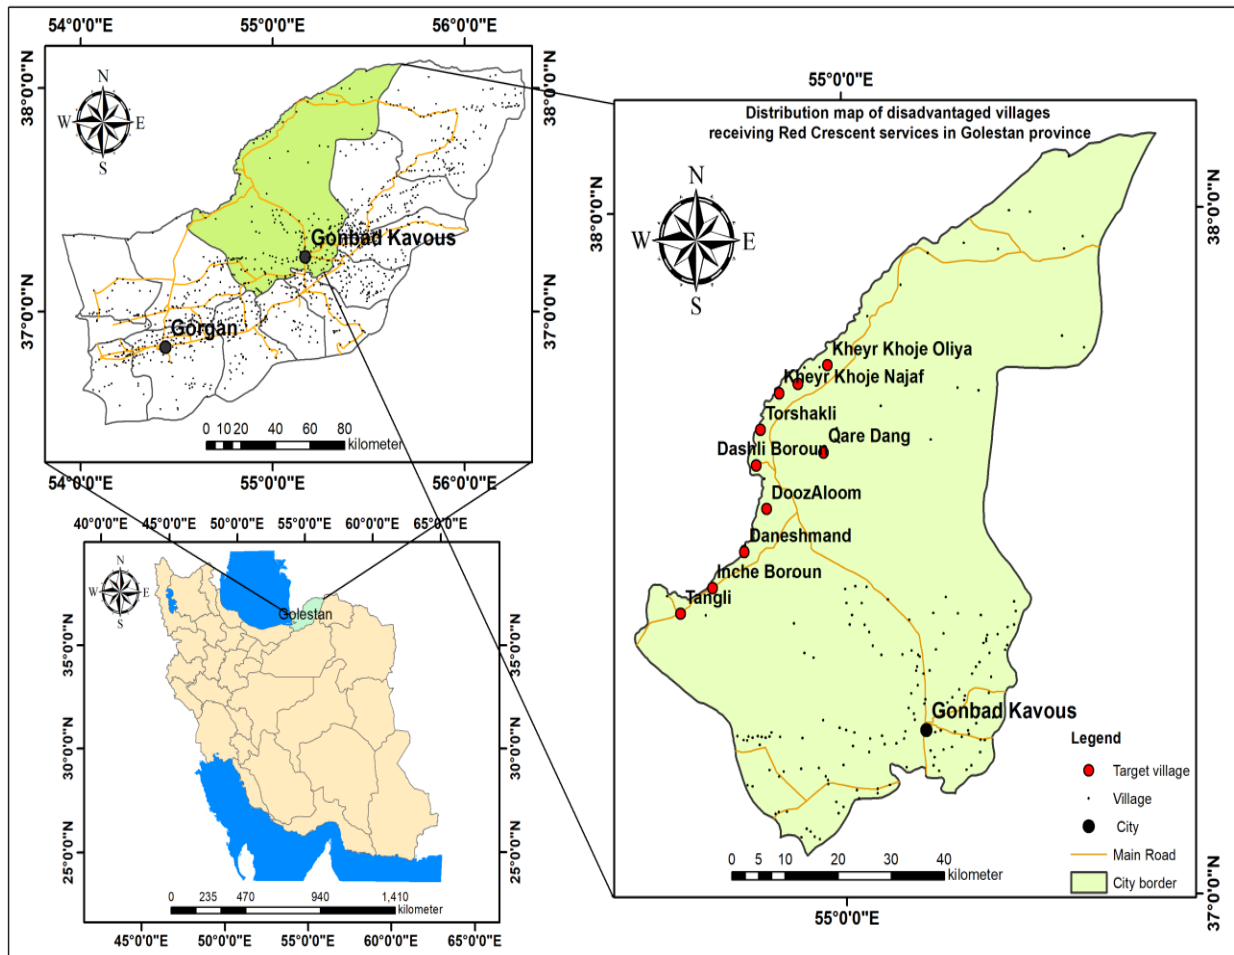 54°0'0"E 55°0'0"E 56°0'0"E
38°0'0"N
37°0'0"N
N
W E
S
Gonbad Kavous
Gorgan
0 10 20 40 60 80
kilometer
38°0'0"N
37°0'0"N
54°0'0"E 55°0'0"E 56°0'0"E
40°0'0"E 45°0'0"E 50°0'0"E 55°0'0"E 60°0'0"E 65°0'0"E
N
W E
S
Golestan
35°0'0"N
30°0'0"N
25°0'0"N
35°0'0"N
30°0'0"N
25°0'0"N
0 235 470 940 1,410
kilometer
45°0'0"E 50°0'0"E 55°0'0"E 60°0'0"E 65°0'0"E
55°0'0"E
Distribution map of disadvantaged villages
receiving Red Crescent services in Golestan province
N
W E
S
38°0'0"N
38°0'0"N
Kheyr Khoje Oliya
Kheyr Khoje Najaf
Torshakli
Qare Dang
Dashli Boroun
DoozAloom
Daneshmand
Inche Boroun
Tangli
Gonbad Kavous
Legend
Target village
Village
City
Main Road
City border
0 5 10 20 30 40
kilometer
37°0'0"N
55°0'0"E